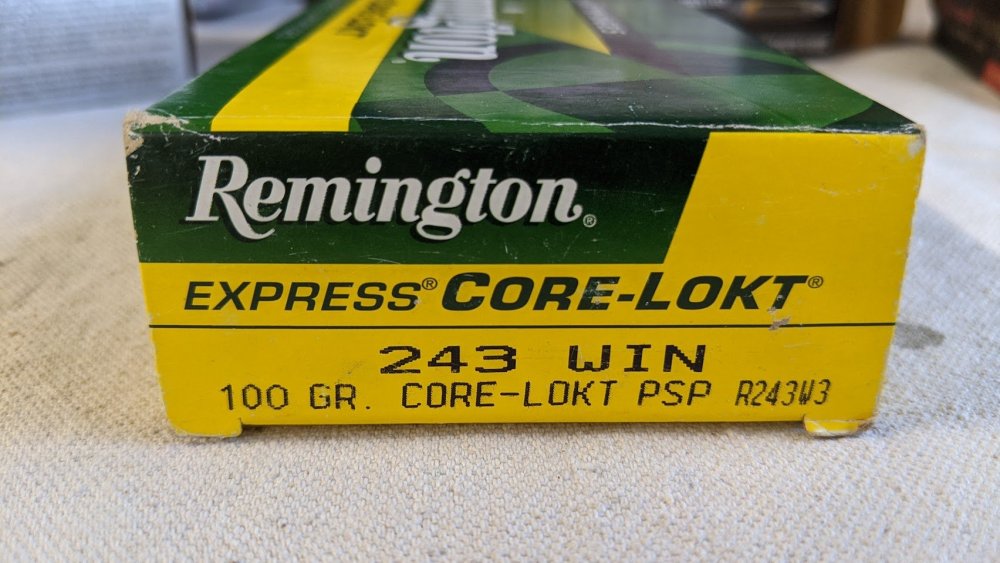 Remington®
EXPRESS® CORE-LOKT®
243 WIN
100 GR. CORE-LOKT PSP R243W3